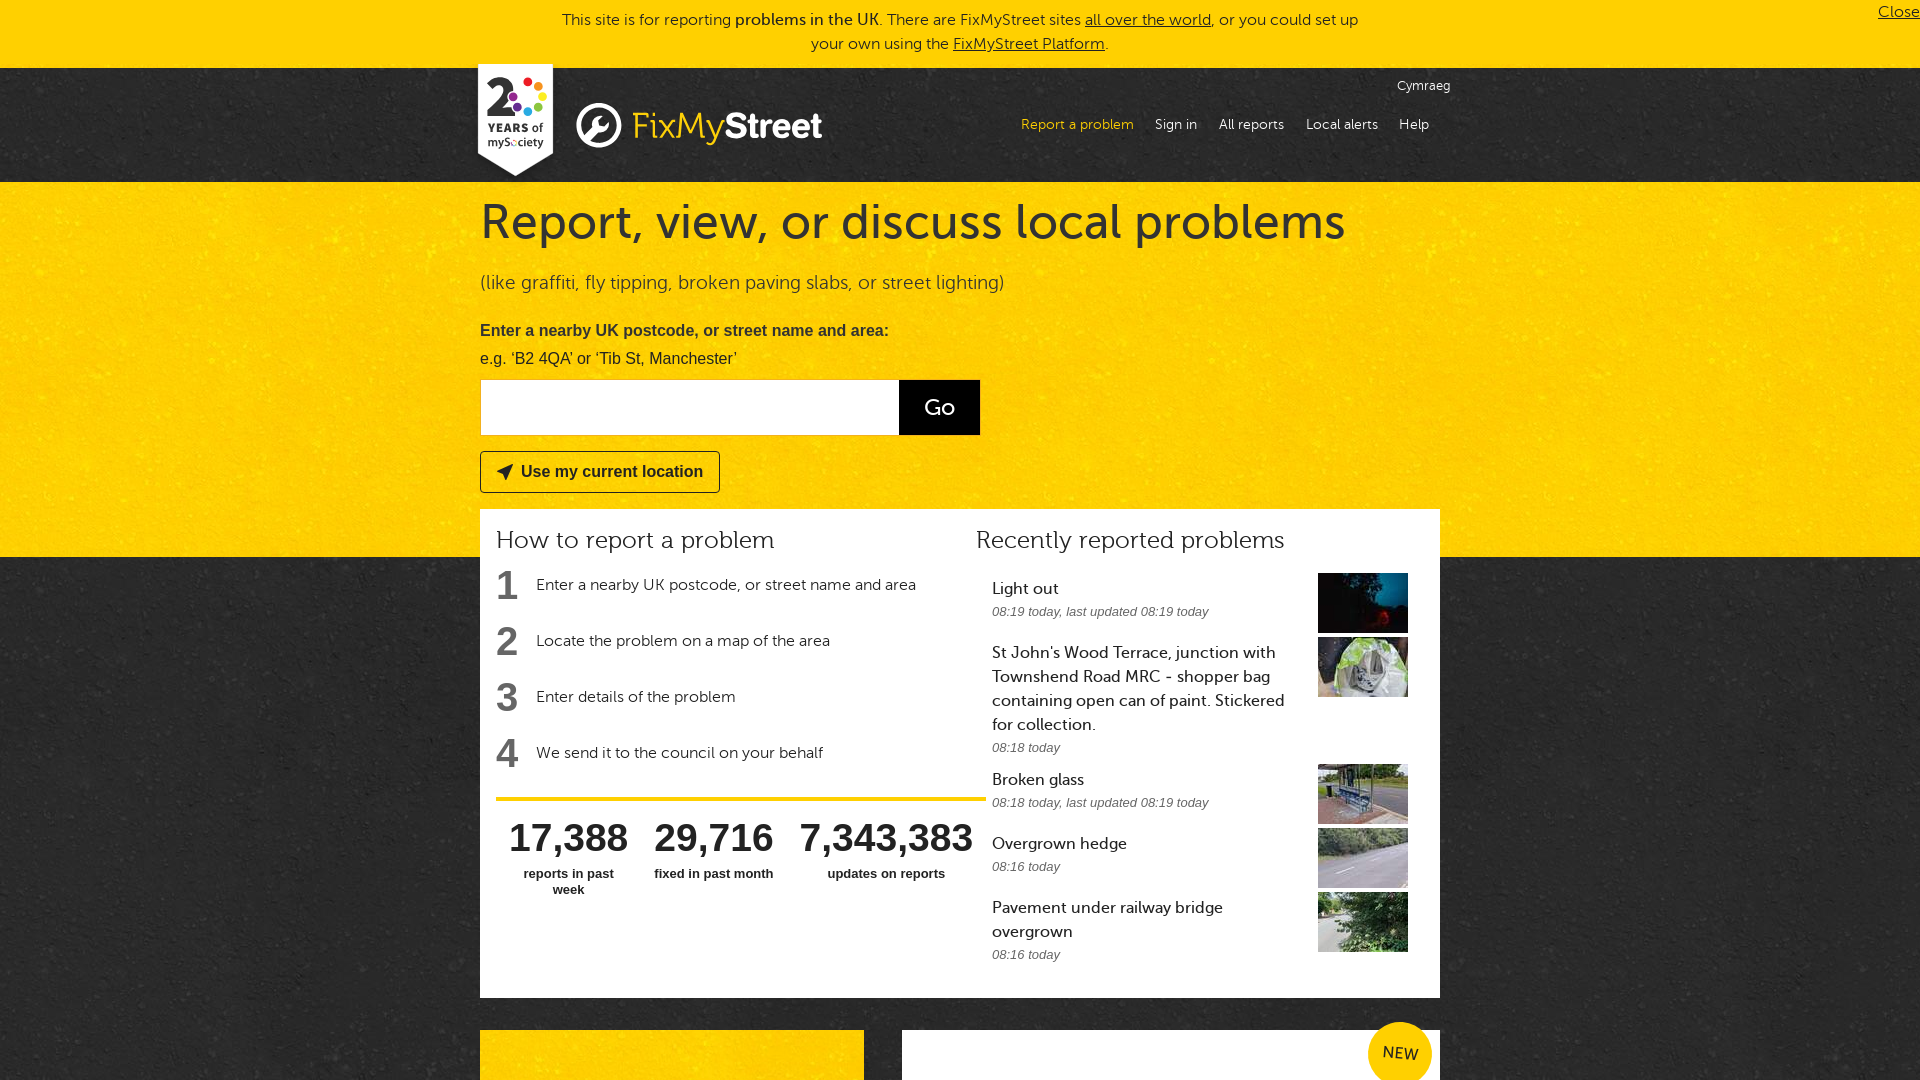 This site is for reporting problems in the UK. There are FixMyStreet sites all over the world, or you could set up
your own using the FixMyStreet Platform.
Close
20
YEARS of
mySociety
FixMyStreet
Cymraeg
Report a problem
Sign in
All reports
Local alerts
Help
Report, view, or discuss local problems
(like graffiti, fly tipping, broken paving slabs, or street lighting)
Enter a nearby UK postcode, or street name and area:
e.g. ‘B2 4QA’ or ‘Tib St, Manchester’
Go
Use my current location
How to report a problem
1 Enter a nearby UK postcode, or street name and area
2 Locate the problem on a map of the area
3 Enter details of the problem
4 We send it to the council on your behalf
17,388
reports in past
week
29,716
fixed in past month
7,343,383
updates on reports
Recently reported problems
Light out
08:19 today, last updated 08:19 today
St John's Wood Terrace, junction with
Townshend Road MRC - shopper bag
containing open can of paint. Stickered
for collection.
08:18 today
Broken glass
08:18 today, last updated 08:19 today
Overgrown hedge
08:16 today
Pavement under railway bridge
overgrown
08:16 today
NEW